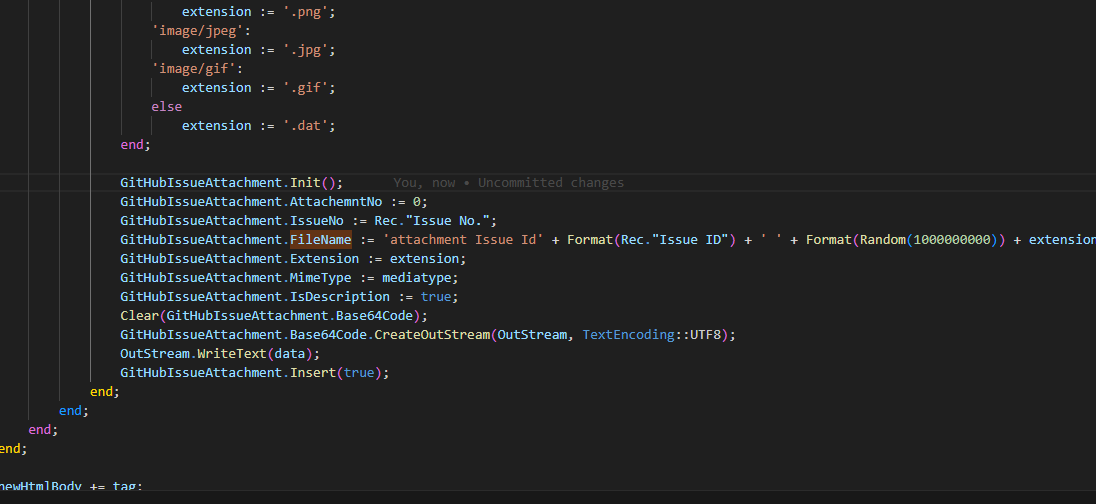 extension := '.png';
'image/jpeg':
extension := '.jpg';
'image/gif':
extension := '.gif';
else
extension := '.dat';
end;
GitHubIssueAttachment.Init(); You, now • Uncommitted changes
GitHubIssueAttachment.AttachemntNo := 0;
GitHubIssueAttachment.IssueNo := Rec."Issue No.";
GitHubIssueAttachment.FileName := 'attachment Issue Id' + Format(Rec."Issue ID") + ' ' + Format(Random(1000000000)) + extension
GitHubIssueAttachment.Extension := extension;
GitHubIssueAttachment.MimeType := mediatype;
GitHubIssueAttachment.IsDescription := true;
Clear(GitHubIssueAttachment.Base64Code);
GitHubIssueAttachment.Base64Code.CreateOutStream(OutStream, TextEncoding::UTF8);
OutStream.WriteText(data);
GitHubIssueAttachment.Insert(true);
end;
end;
end;
end;
newHtmlBody += tag;